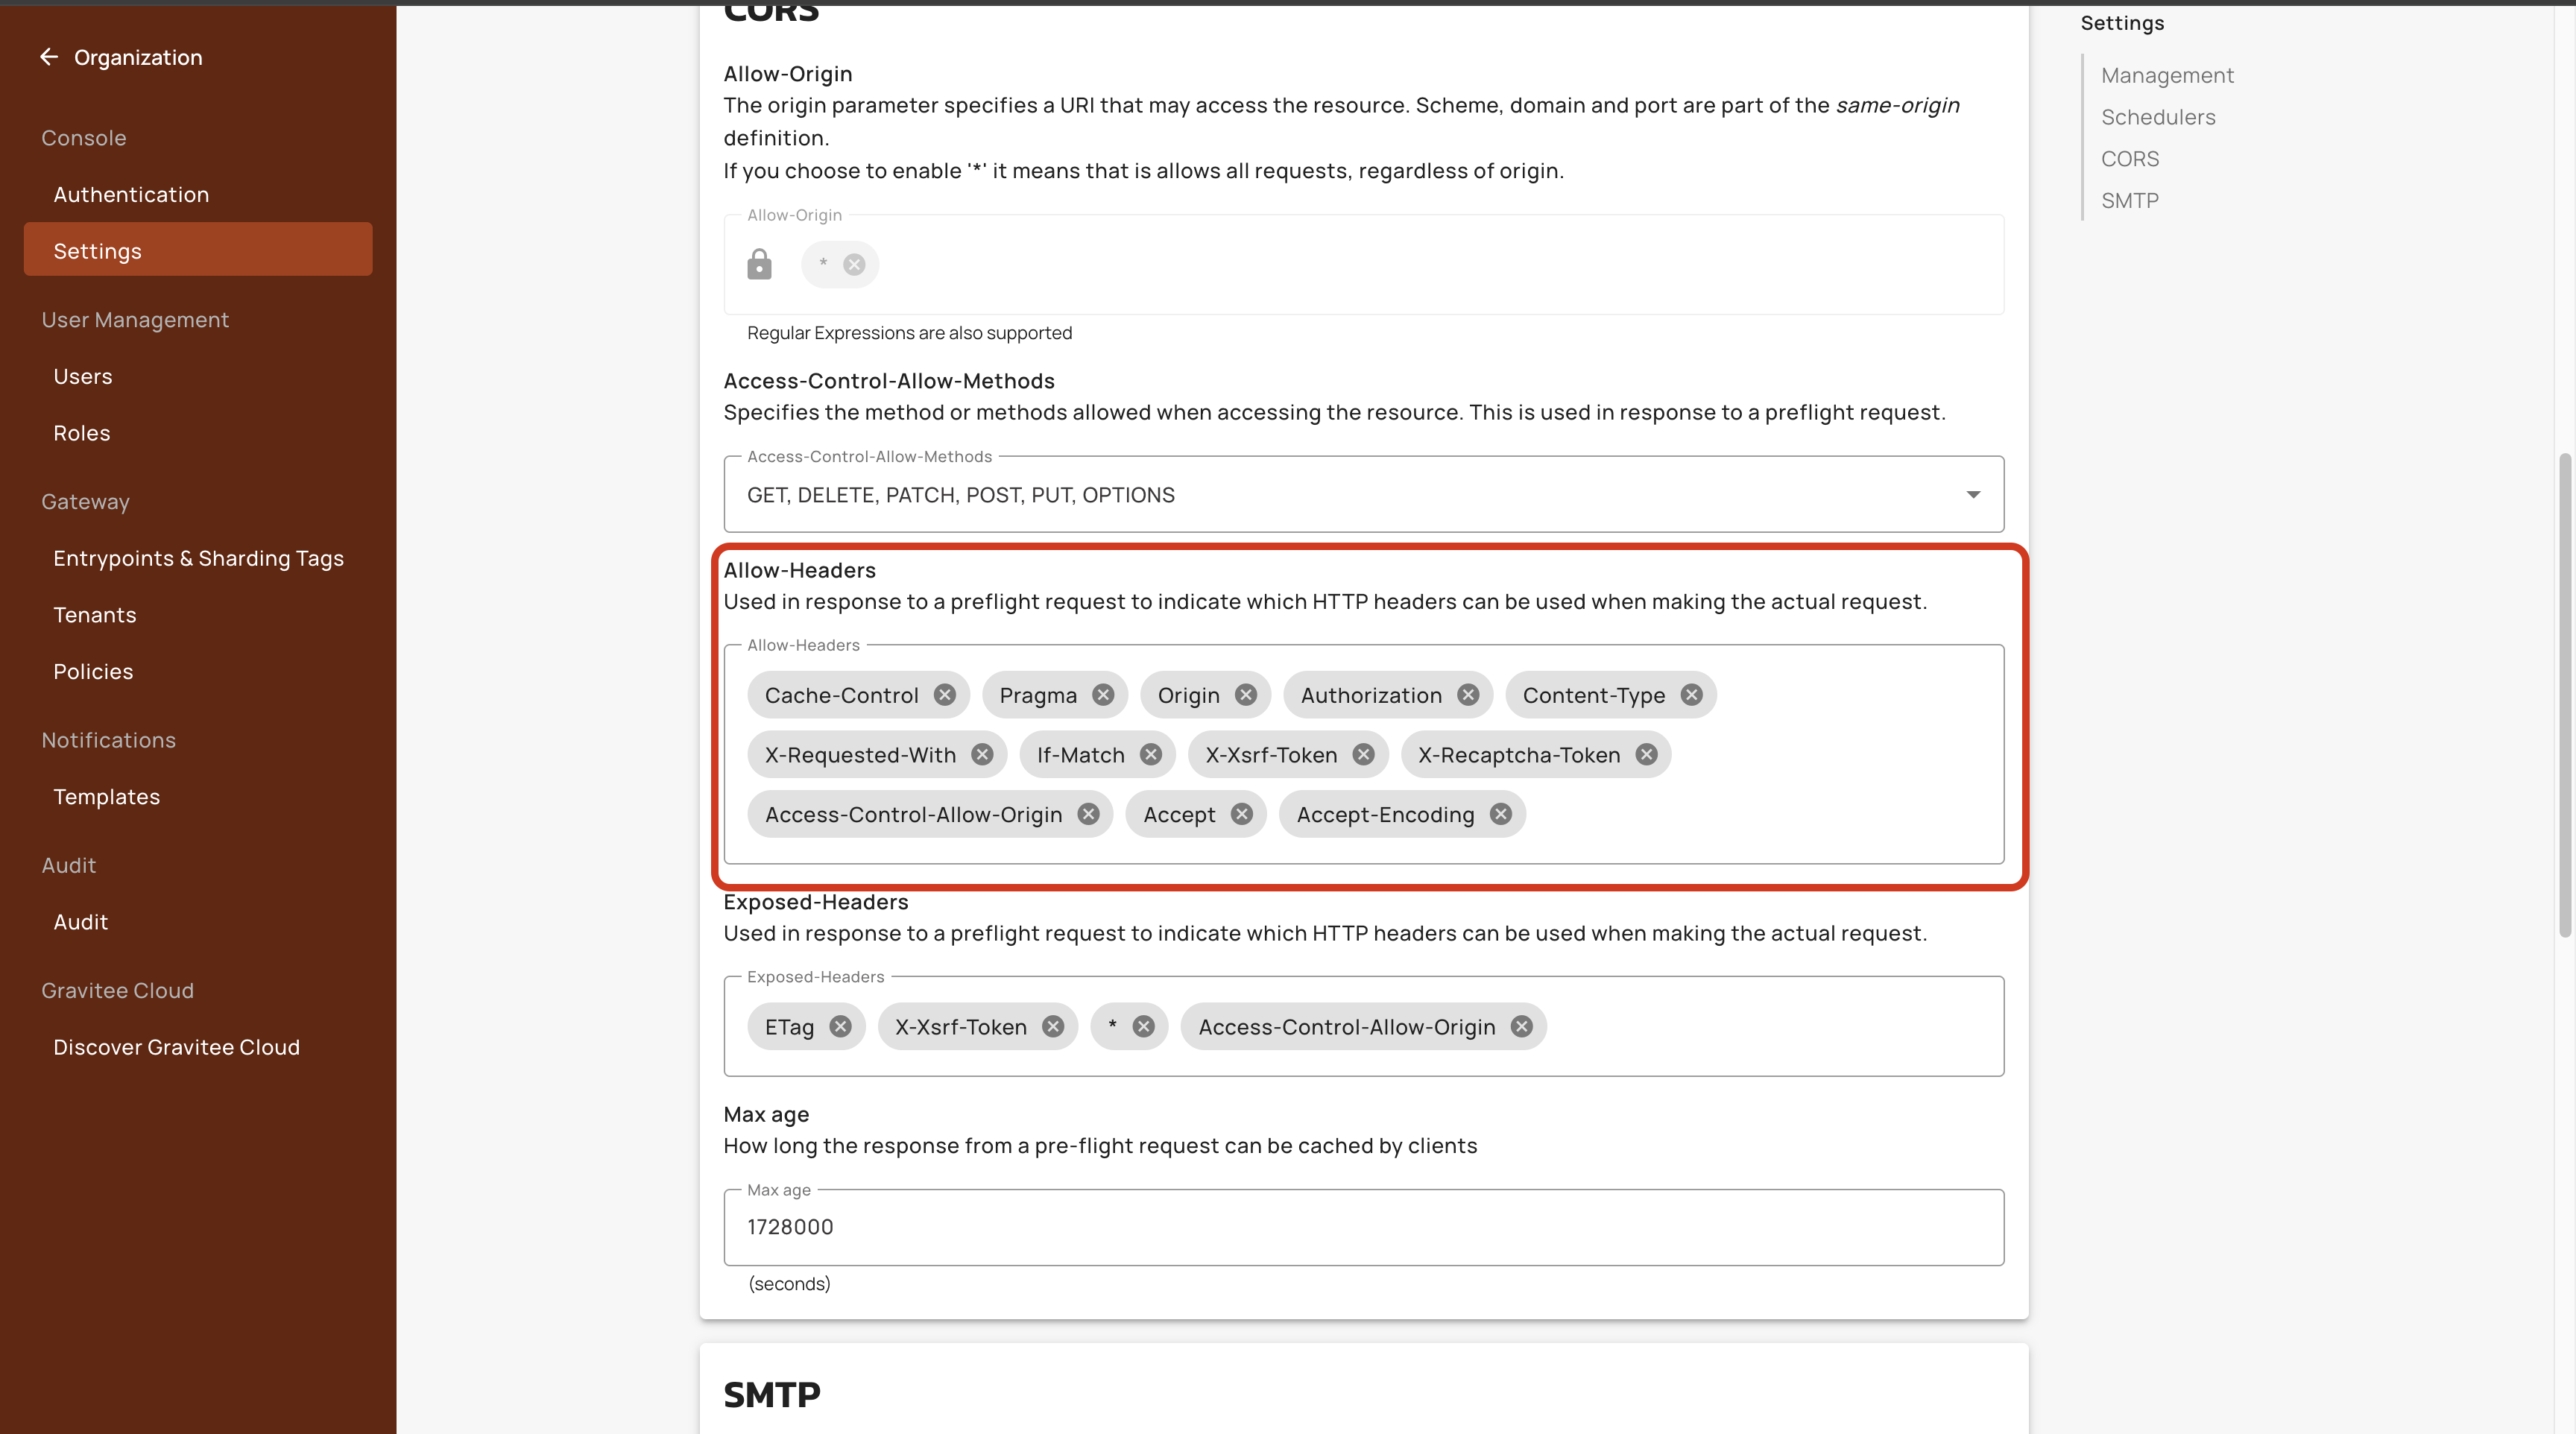 Organization
Console
Authentication
Settings
User Management
Users
Roles
Gateway
Entrypoints & Sharding Tags
Tenants
Policies
Notifications
Templates
Audit
Audit
Gravitee Cloud
Discover Gravitee Cloud
CORS
Allow-Origin
The origin parameter specifies a URI that may access the resource. Scheme, domain and port are part of the same-origin
definition.
If you choose to enable '*' it means that is allows all requests, regardless of origin.
Allow-Origin
*
Regular Expressions are also supported
Access-Control-Allow-Methods
Specifies the method or methods allowed when accessing the resource. This is used in response to a preflight request.
Access-Control-Allow-Methods
GET, DELETE, PATCH, POST, PUT, OPTIONS
Allow-Headers
Used in response to a preflight request to indicate which HTTP headers can be used when making the actual request.
Allow-Headers
Cache-Control Pragma Origin Authorization Content-Type
X-Requested-With If-Match X-Xsrf-Token X-Recaptcha-Token
Access-Control-Allow-Origin Accept Accept-Encoding
Exposed-Headers
Used in response to a preflight request to indicate which HTTP headers can be used when making the actual request.
Exposed-Headers
ETag X-Xsrf-Token * Access-Control-Allow-Origin
Max age
How long the response from a pre-flight request can be cached by clients
Max age
1728000
(seconds)
SMTP
Settings
Management
Schedulers
CORS
SMTP